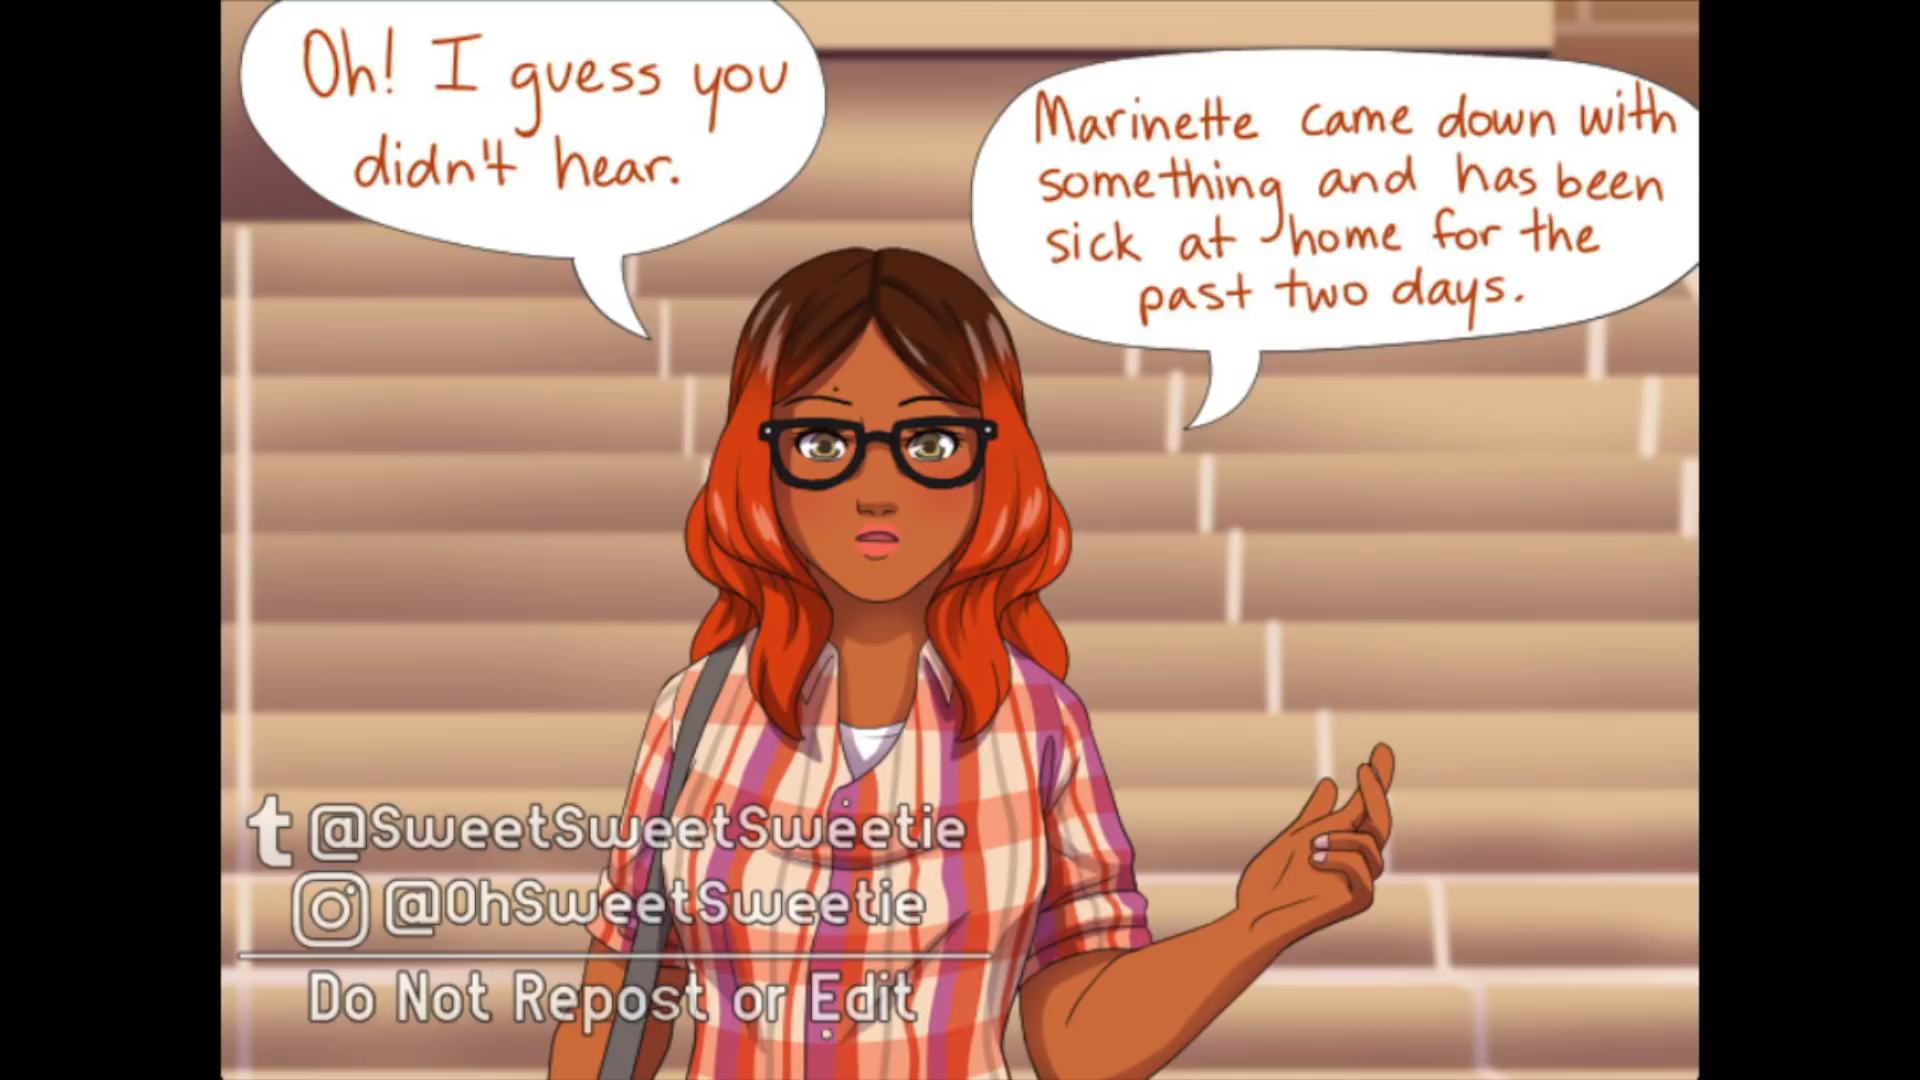 Oh! I guess you
didn't hear.
Marinette came down with
something and has been
sick at home for the
past two days.
t @SweetSweetSweetie
@OhSweetSweetie
Do Not Repost or Edit